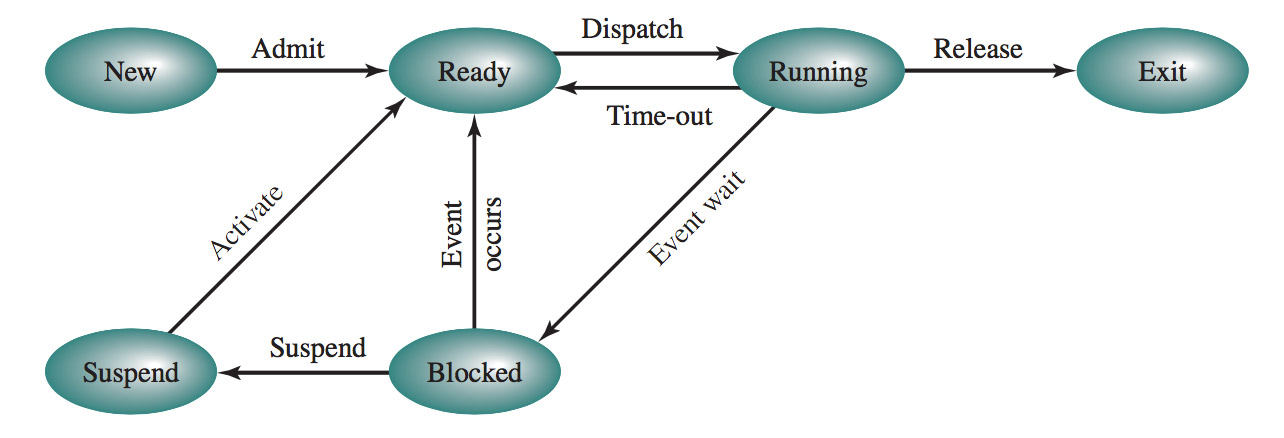 Dispatch
Admit
Release
New
Ready
Running
Exit
Time-out
Activate
Event
occurs
Event wait
Suspend
Suspend
Blocked